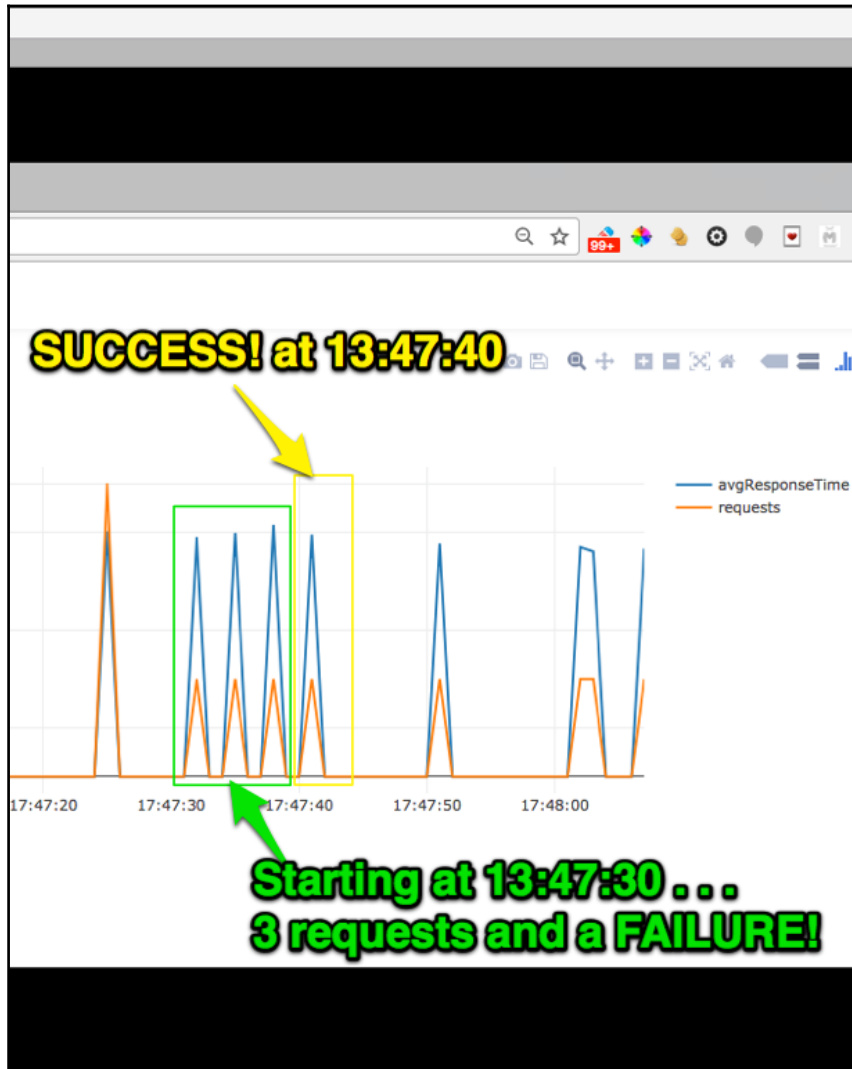 99+
SUCCESS! at 13:47:40
avgResponseTime
requests
17:47:20 17:47:30 17:47:40 17:47:50 17:48:00
Starting at 13:47:30 . . .
3 requests and a FAILURE!